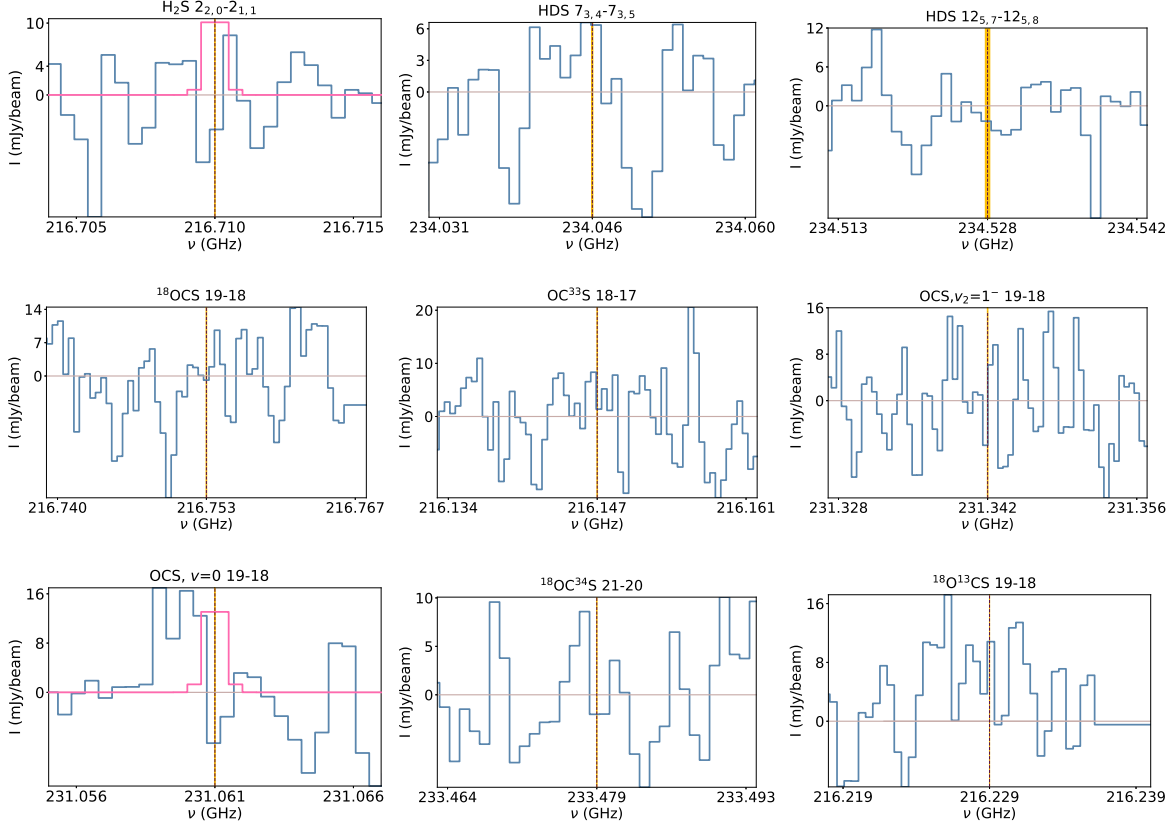 H₂S 2₂,₀-2₁,₁
10
4
0
I (mJy/beam)
216.705 216.710 216.715
ν (GHz)
HDS 7₃,₄-7₃,₅
6
3
0
I (mJy/beam)
234.031 234.046 234.060
ν (GHz)
HDS 12₅,₇-12₅,₈
12
6
0
I (mJy/beam)
234.513 234.528 234.542
ν (GHz)
¹⁸OCS 19-18
14
7
0
I (mJy/beam)
216.740 216.753 216.767
ν (GHz)
OC³³S 18-17
20
10
0
I (mJy/beam)
216.134 216.147 216.161
ν (GHz)
OCS,v₂=1⁻ 19-18
16
8
0
I (mJy/beam)
231.328 231.342 231.356
ν (GHz)
OCS, v=0 19-18
16
8
0
I (mJy/beam)
231.056 231.061 231.066
ν (GHz)
¹⁸OC³⁴S 21-20
10
5
0
I (mJy/beam)
233.464 233.479 233.493
ν (GHz)
¹⁸O¹³CS 19-18
16
8
0
I (mJy/beam)
216.219 216.229 216.239
ν (GHz)